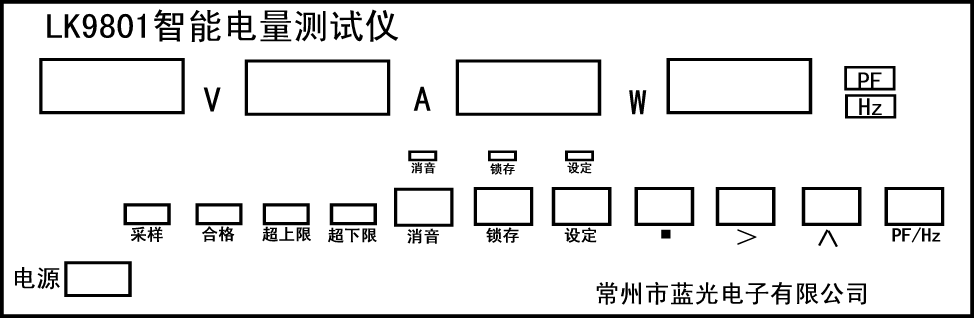 LK9801智能电量测试仪
V A W PF
Hz
消音 锁存 设定
采样 合格 超上限 超下限 消音 锁存 设定 ■ > ∧ PF/Hz
电源
常州市蓝光电子有限公司